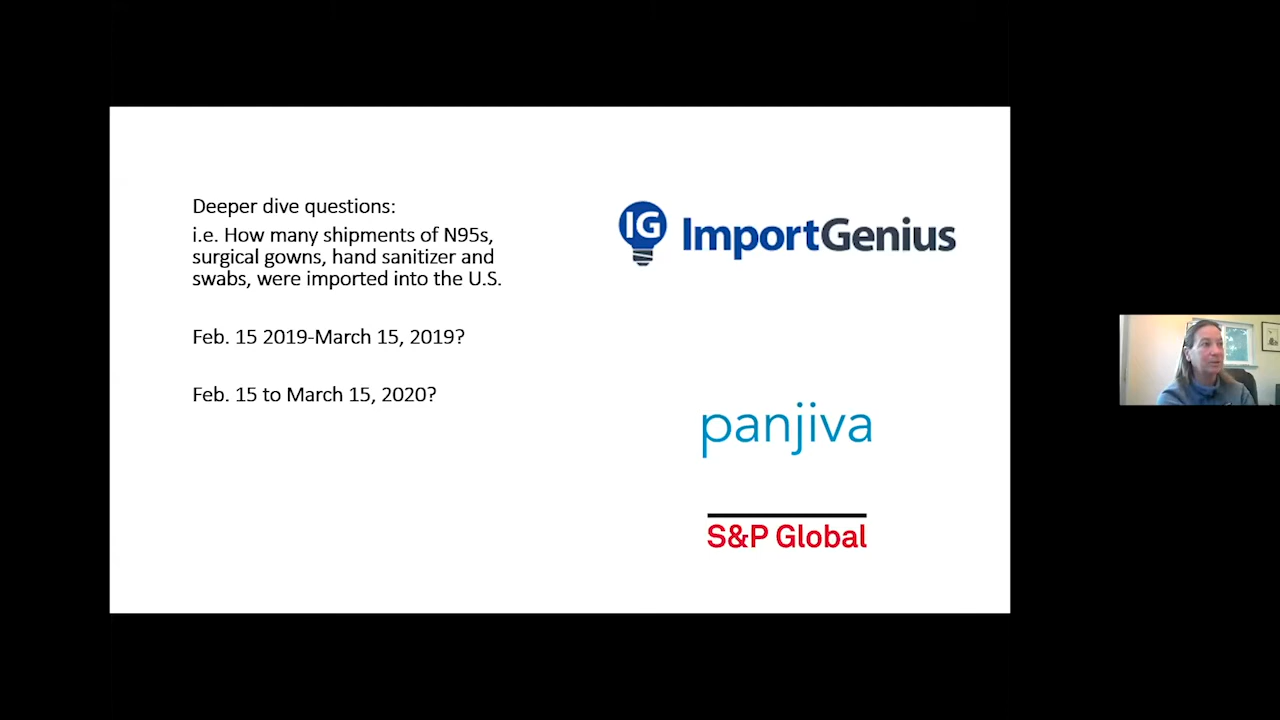 Deeper dive questions:
i.e. How many shipments of N95s,
surgical gowns, hand sanitizer and
swabs, were imported into the U.S.
Feb. 15 2019-March 15, 2019?
Feb. 15 to March 15, 2020?
IG ImportGenius
panjiva
S&P Global